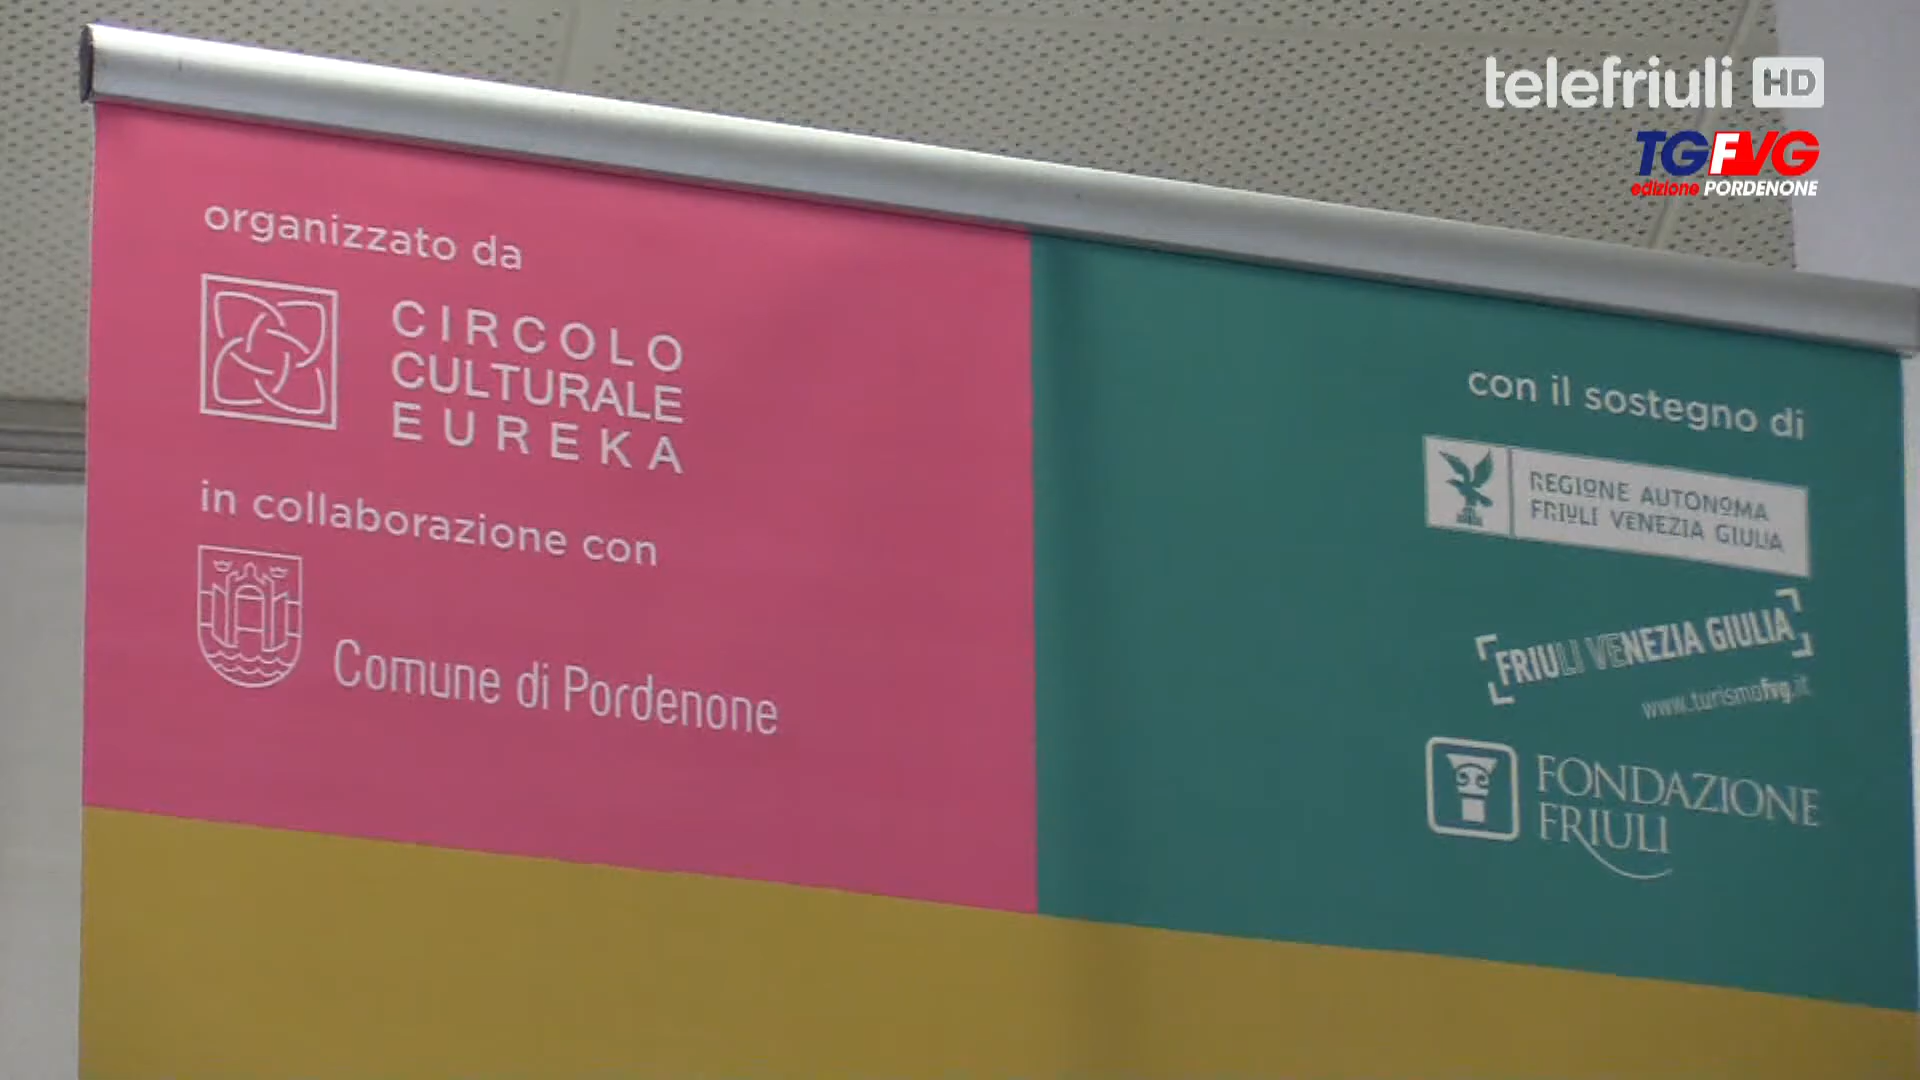 telefriuli HD
TGFVG
edizione PORDENONE
organizzato da
CIRCOLO
CULTURALE
EUREKA
in collaborazione con
Comune di Pordenone
con il sostegno di
REGIONE AUTONOMA
FRIULI VENEZIA GIULIA
FRIULI VENEZIA GIULIA
www.turismofvg.it
FONDAZIONE
FRIULI